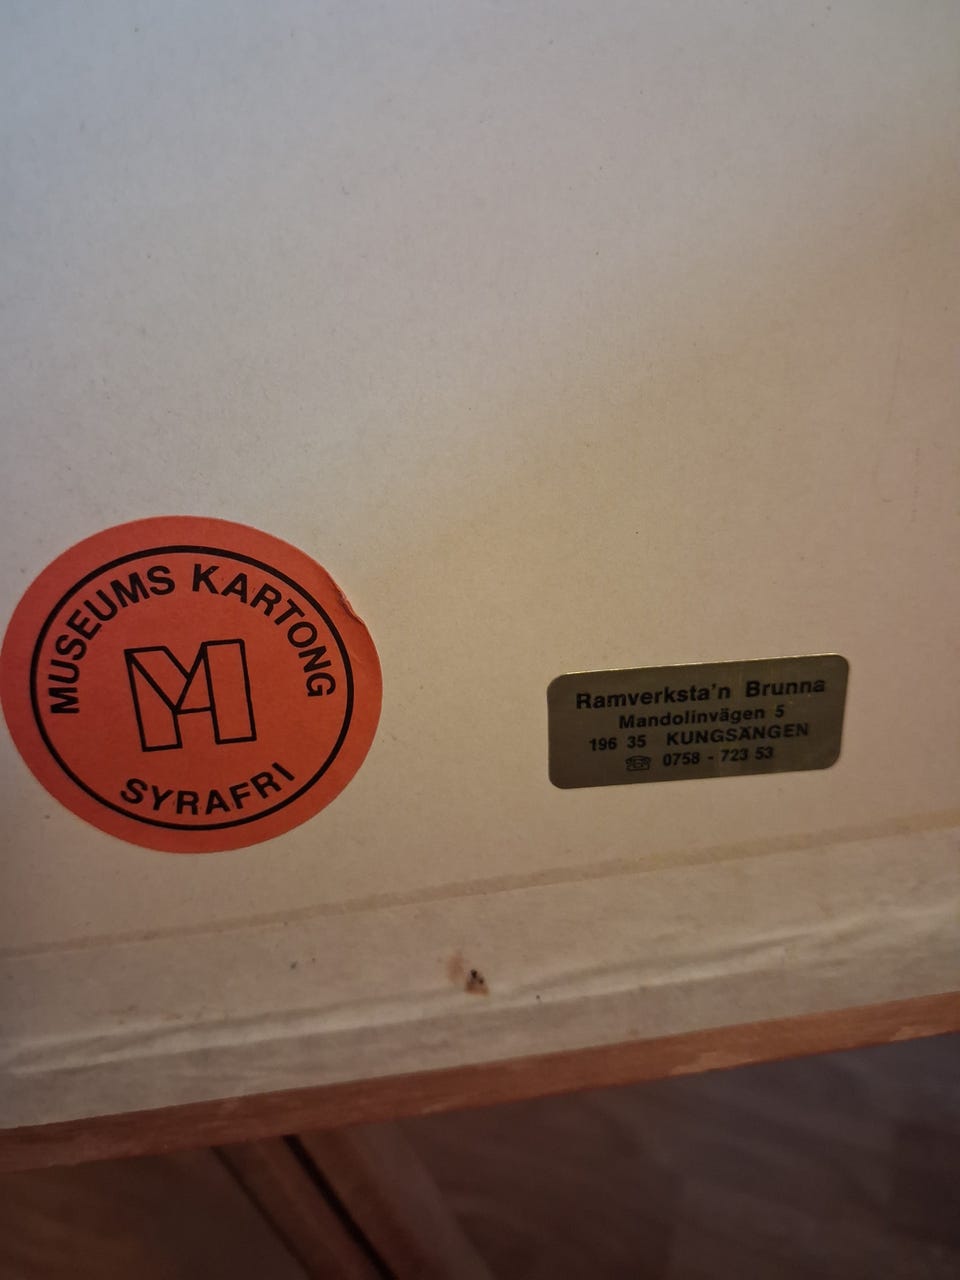 MUSEUMS KARTONG
M
SYRAFRI
Ramverksta'n Brunna
Mandolinvägen 5
196 35 KUNGSÄNGEN
☎ 0758 - 723 53